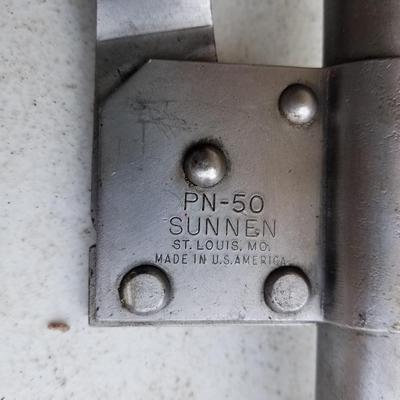 PN-50
SUNNEN
ST. LOUIS, MO.
MADE IN U.S. AMERICA